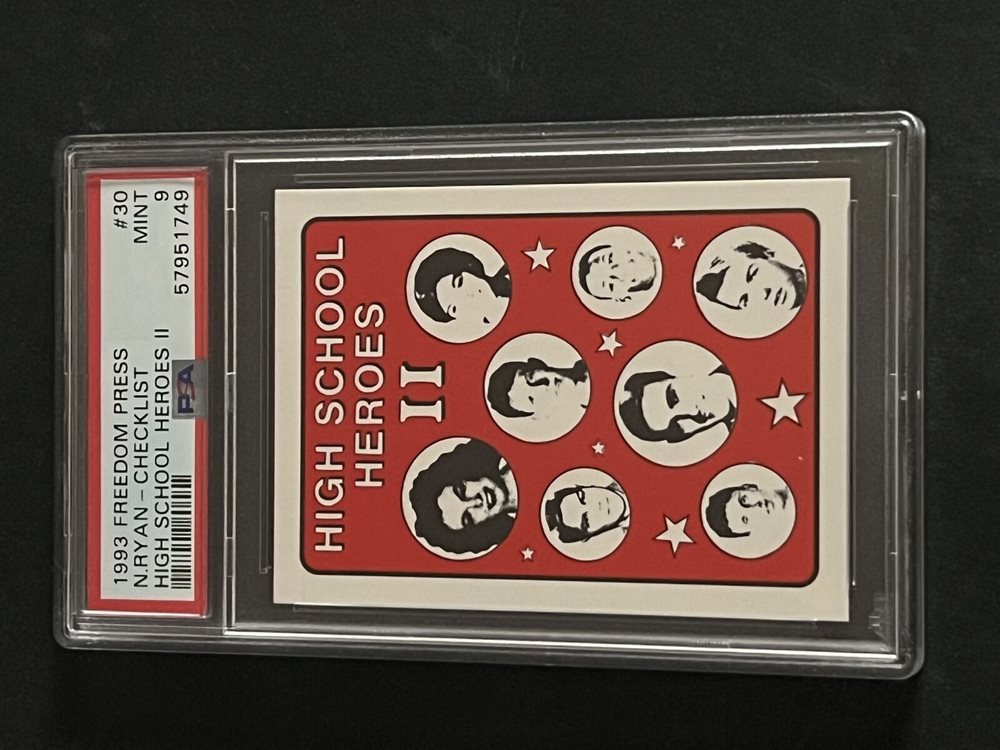 1993 FREEDOM PRESS #30
N.RYAN – CHECKLIST MINT
HIGH SCHOOL HEROES II 9
PSA 57951749
HIGH SCHOOL
HEROES
II